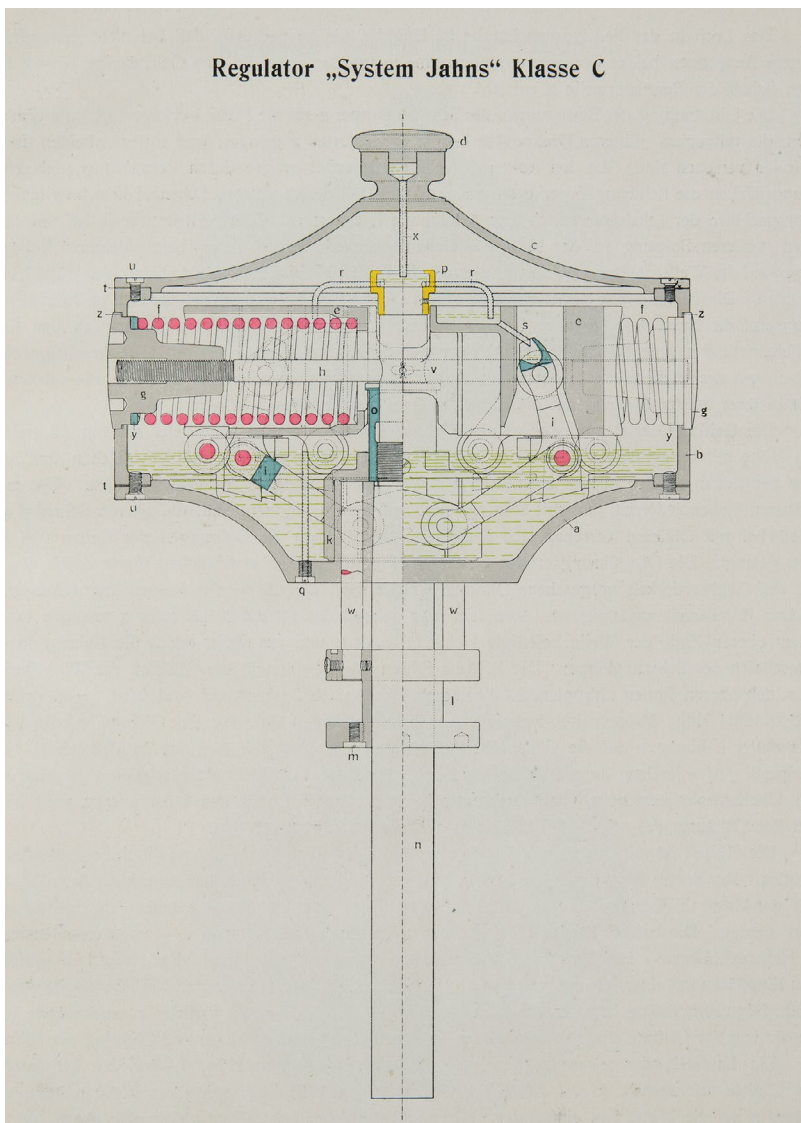 Regulator „System Jahns“ Klasse C
d
x
c
u
r
p
r
t
z
f
e
s
c
f
z
h
v
g
o
g
i
y
y
b
i
t
u
k
a
q
w
w
l
m
n